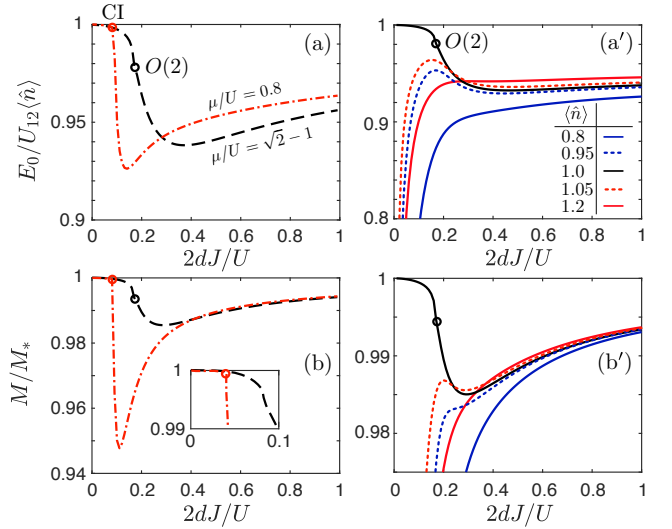 CI
(a)
O(2)
μ/U = 0.8
μ/U = √2 − 1
E₀/U₁₂⟨n̂⟩
1
0.95
0.9
0 0.2 0.4 0.6 0.8 1
2dJ/U
(a′)
O(2)
⟨n̂⟩
0.8
0.95
1.0
1.05
1.2
1
0.9
0.8
0 0.2 0.4 0.6 0.8 1
2dJ/U
(b)
M/M*
1
0.98
0.96
0.94
1
0.99
0 0.1
0 0.2 0.4 0.6 0.8 1
2dJ/U
(b′)
1
0.995
0.985
0 0.2 0.4 0.6 0.8 1
2dJ/U